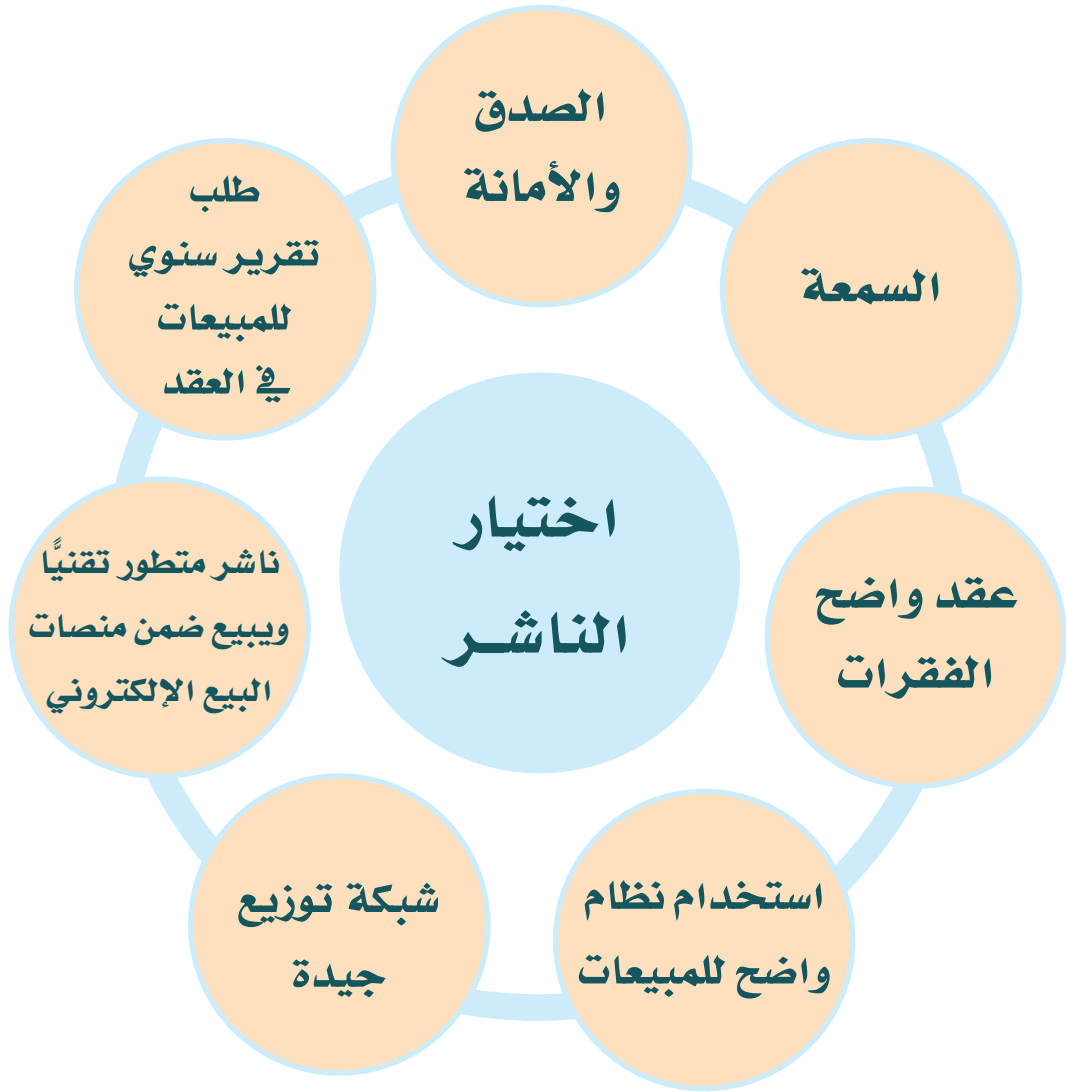 اختيار
الناشـر
الصدق
والأمانة
السمعة
عقد واضح
الفقرات
استخدام نظام
واضح للمبيعات
شبكة توزيع
جيدة
ناشر متطور تقنيًّا
ويبيع ضمن منصات
البيع الإلكتروني
طلب
تقرير سنوي
للمبيعات
في العقد